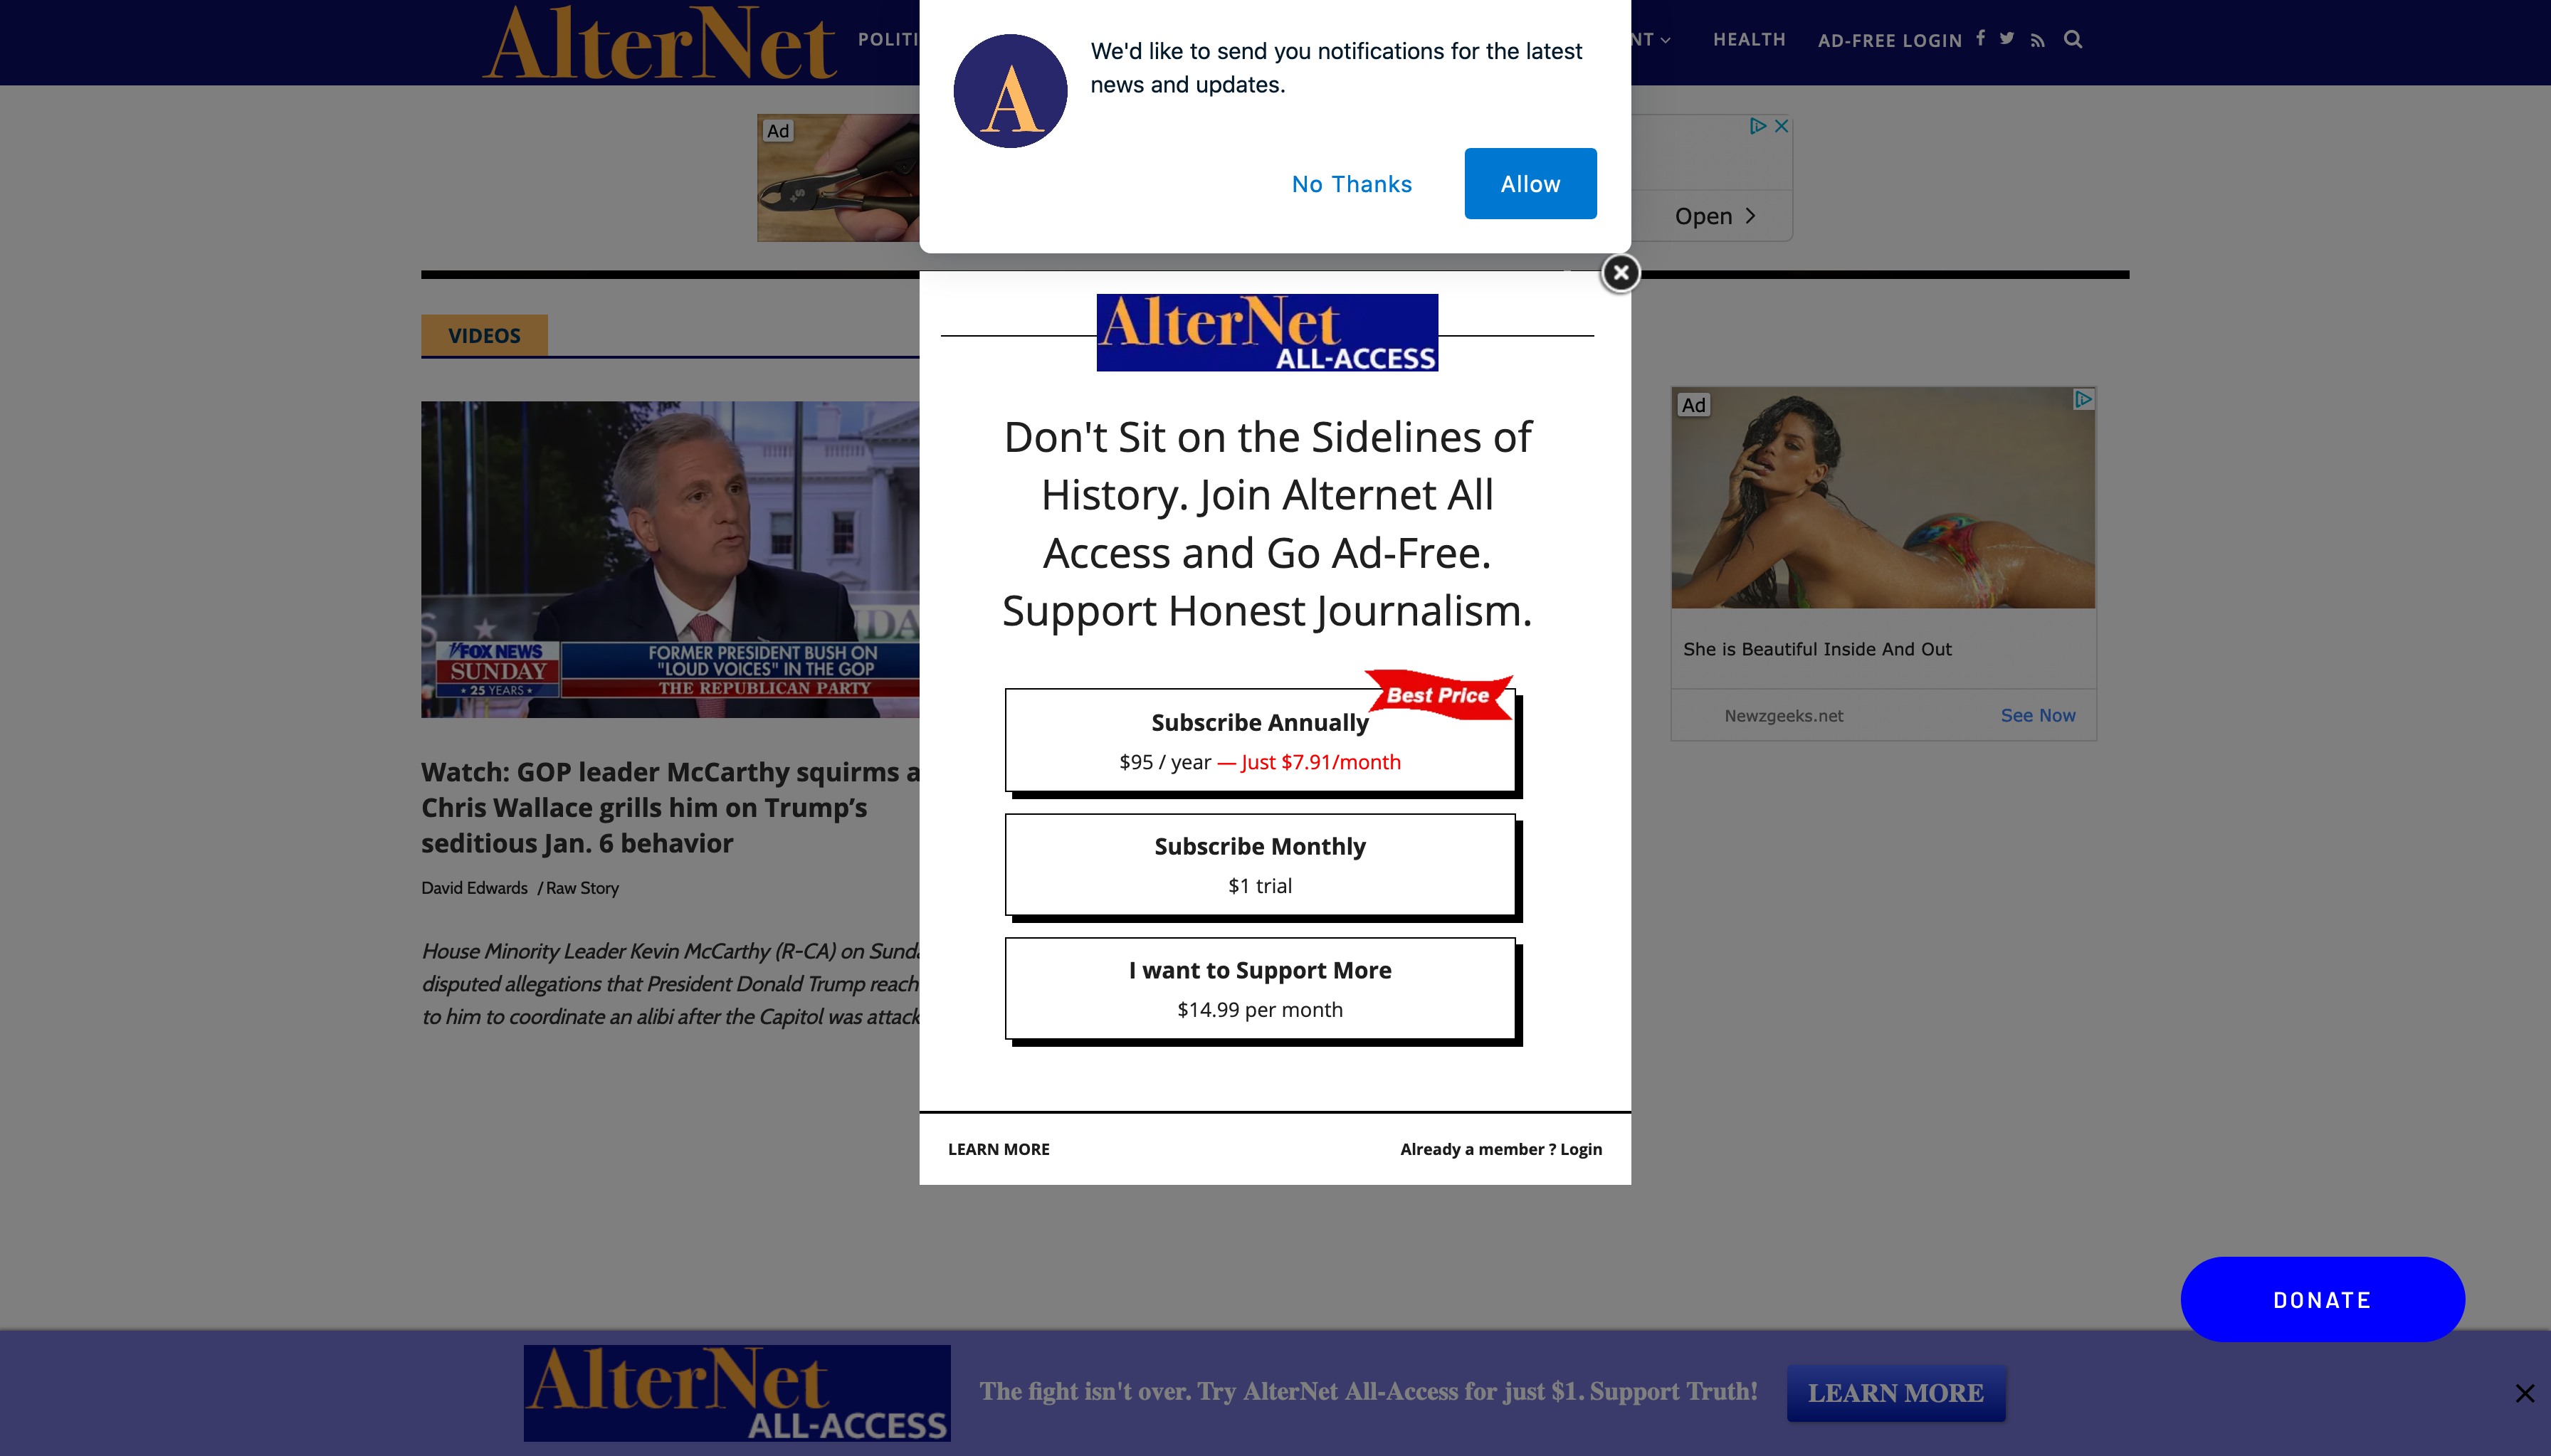 AlterNet
POLITI
NT
HEALTH
AD-FREE LOGIN
We'd like to send you notifications for the latest
news and updates.
A
No Thanks
Allow
Ad
Open
VIDEOS
AlterNet
ALL-ACCESS
Don't Sit on the Sidelines of
History. Join Alternet All
Access and Go Ad-Free.
Support Honest Journalism.
Best Price
Subscribe Annually
$95 / year — Just $7.91/month
Subscribe Monthly
$1 trial
I want to Support More
$14.99 per month
LEARN MORE
Already a member ? Login
FOX NEWS
SUNDAY
25 YEARS
FORMER PRESIDENT BUSH ON
"LOUD VOICES" IN THE GOP
THE REPUBLICAN PARTY
Watch: GOP leader McCarthy squirms a
Chris Wallace grills him on Trump’s
seditious Jan. 6 behavior
David Edwards / Raw Story
House Minority Leader Kevin McCarthy (R-CA) on Sunda
disputed allegations that President Donald Trump reach
to him to coordinate an alibi after the Capitol was attack
Ad
She is Beautiful Inside And Out
Newzgeeks.net
See Now
DONATE
AlterNet
ALL-ACCESS
The fight isn't over. Try AlterNet All-Access for just $1. Support Truth!
LEARN MORE